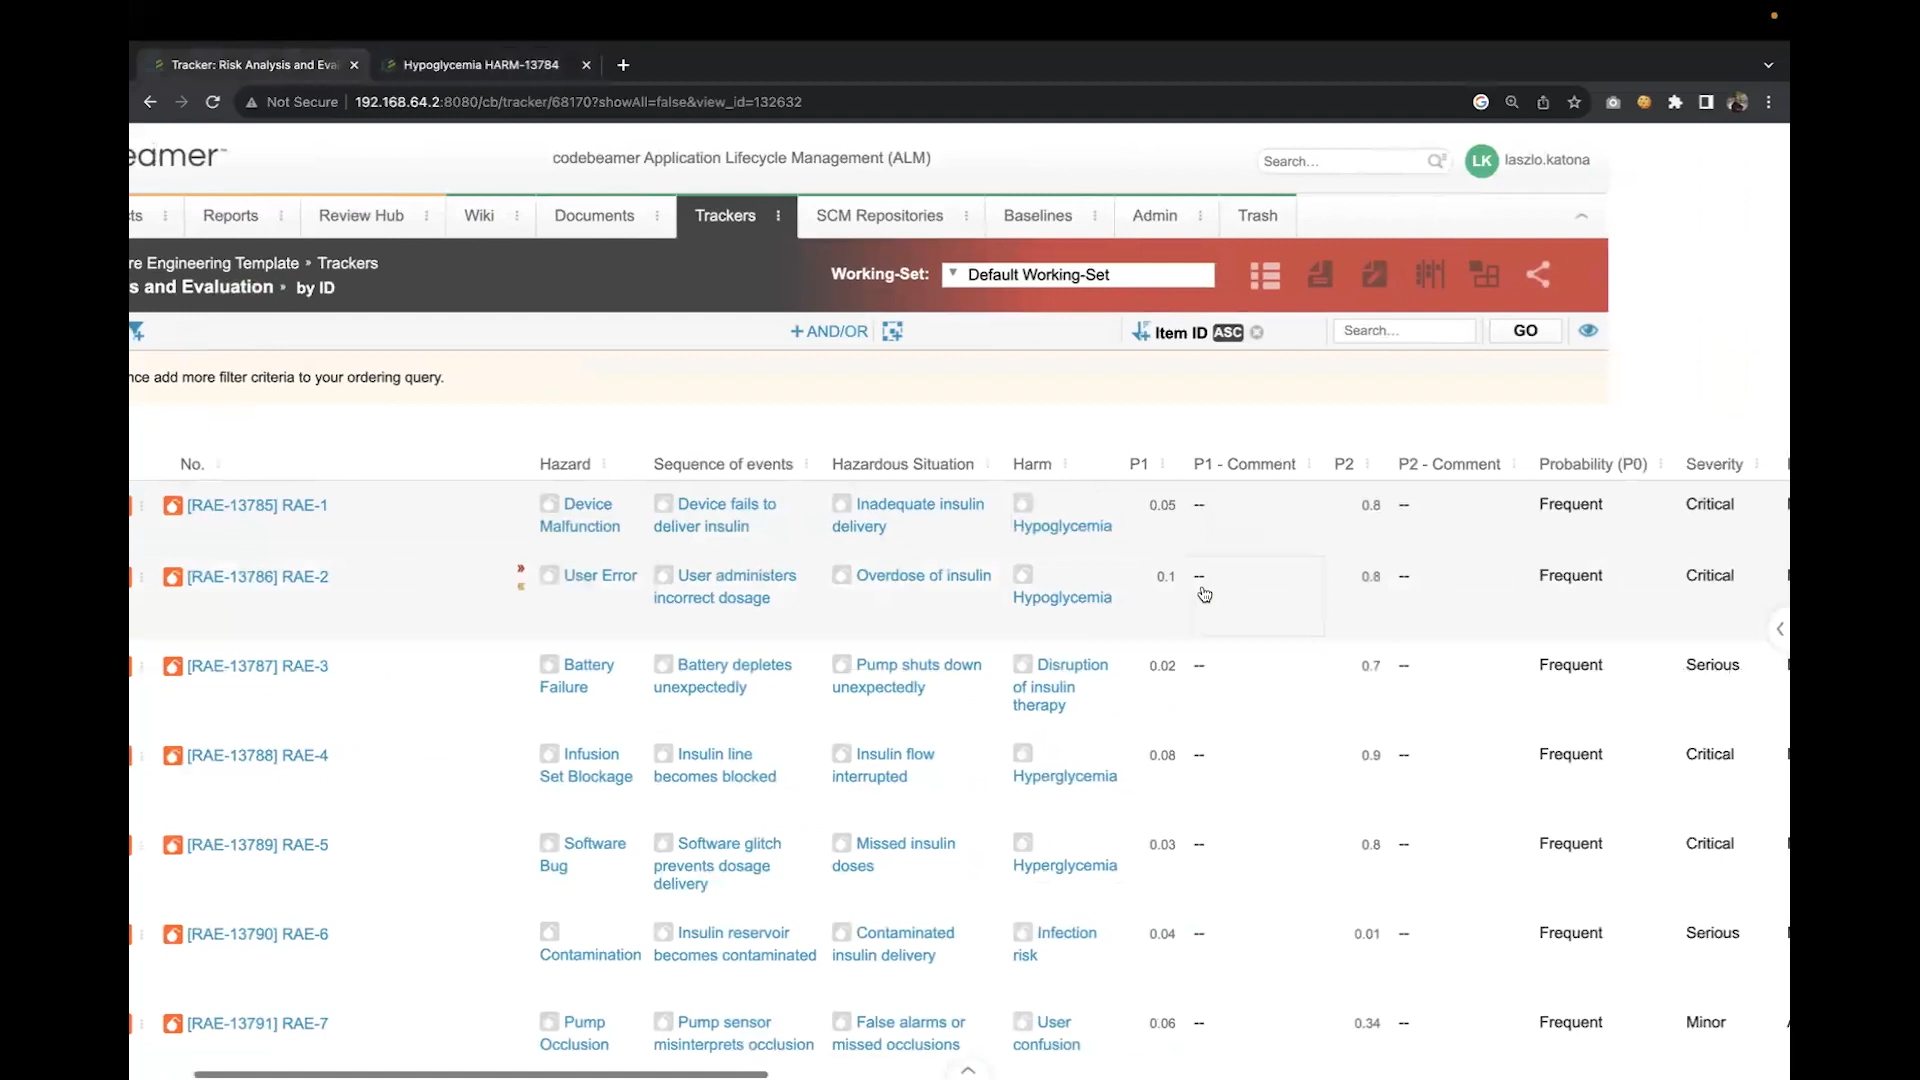 Tracker: Risk Analysis and Eva
Hypoglycemia HARM-13784
Not Secure
192.168.64.2:8080/cb/tracker/68170?showAll=false&view_id=132632
eamer™
codebeamer Application Lifecycle Management (ALM)
Search...
LK
laszlo.katona
ts
Reports
Review Hub
Wiki
Documents
Trackers
SCM Repositories
Baselines
Admin
Trash
re Engineering Template » Trackers
s and Evaluation » by ID
Working-Set:
Default Working-Set
+AND/OR
Item ID ASC
Search...
GO
nce add more filter criteria to your ordering query.
No. Hazard Sequence of events Hazardous Situation Harm P1 P1 - Comment P2 P2 - Comment Probability (P0) Severity
[RAE-13785] RAE-1 Device Device fails to Inadequate insulin 0.05 -- 0.8 -- Frequent Critical
Malfunction deliver insulin delivery Hypoglycemia
[RAE-13786] RAE-2 User Error User administers Overdose of insulin 0.1 -- 0.8 -- Frequent Critical
incorrect dosage Hypoglycemia
[RAE-13787] RAE-3 Battery Battery depletes Pump shuts down Disruption 0.02 -- 0.7 -- Frequent Serious
Failure unexpectedly unexpectedly of insulin
therapy
[RAE-13788] RAE-4 Infusion Insulin line Insulin flow 0.08 -- 0.9 -- Frequent Critical
Set Blockage becomes blocked interrupted Hyperglycemia
[RAE-13789] RAE-5 Software Software glitch Missed insulin 0.03 -- 0.8 -- Frequent Critical
Bug prevents dosage doses Hyperglycemia
delivery
[RAE-13790] RAE-6 Insulin reservoir Contaminated Infection 0.04 -- 0.01 -- Frequent Serious
Contamination becomes contaminated insulin delivery risk
[RAE-13791] RAE-7 Pump Pump sensor False alarms or User 0.06 -- 0.34 -- Frequent Minor
Occlusion misinterprets occlusion missed occlusions confusion